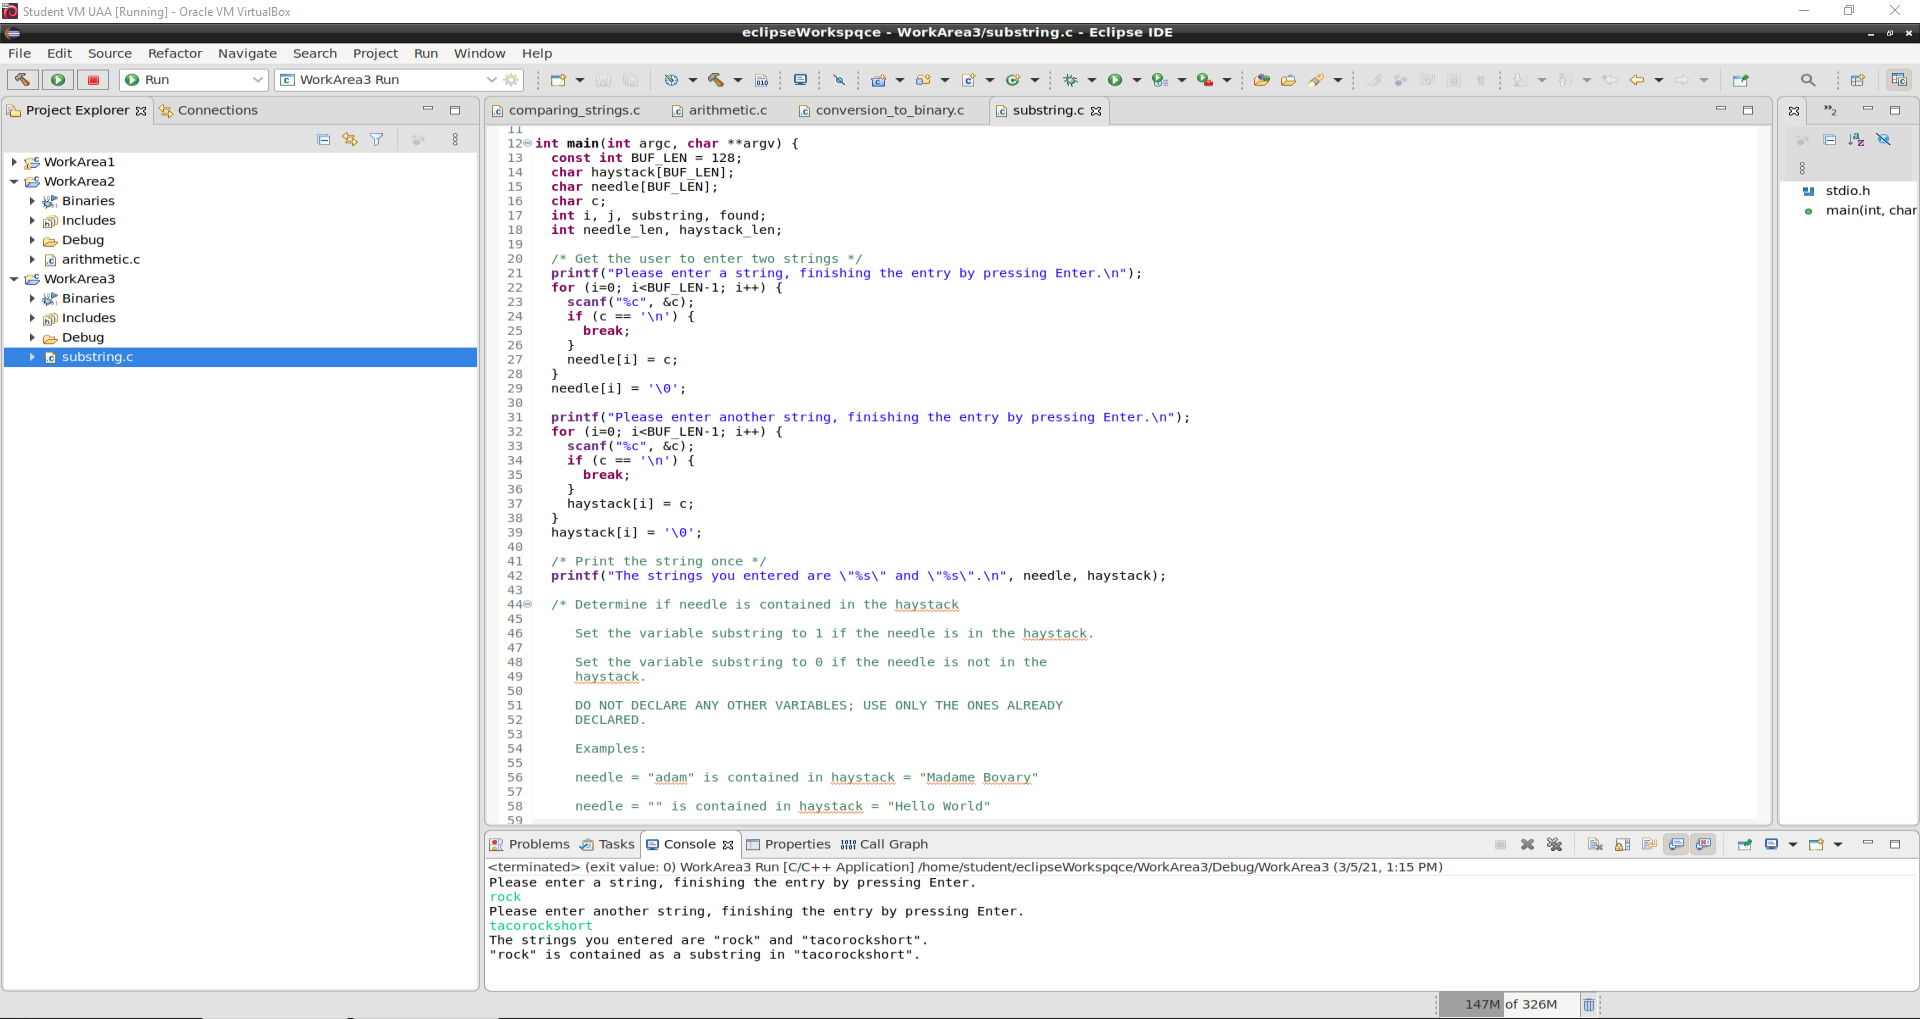 Student VM UAA [Running] - Oracle VM VirtualBox
eclipseWorkspqce - WorkArea3/substring.c - Eclipse IDE
File Edit Source Refactor Navigate Search Project Run Window Help
Run WorkArea3 Run
Project Explorer Connections
WorkArea1
WorkArea2
Binaries
Includes
Debug
arithmetic.c
WorkArea3
Binaries
Includes
Debug
substring.c
comparing_strings.c arithmetic.c conversion_to_binary.c substring.c
11
12 int main(int argc, char **argv) {
13   const int BUF_LEN = 128;
14   char haystack[BUF_LEN];
15   char needle[BUF_LEN];
16   char c;
17   int i, j, substring, found;
18   int needle_len, haystack_len;
19
20   /* Get the user to enter two strings */
21   printf("Please enter a string, finishing the entry by pressing Enter.\n");
22   for (i=0; i<BUF_LEN-1; i++) {
23     scanf("%c", &c);
24     if (c == '\n') {
25       break;
26     }
27     needle[i] = c;
28   }
29   needle[i] = '\0';
30
31   printf("Please enter another string, finishing the entry by pressing Enter.\n");
32   for (i=0; i<BUF_LEN-1; i++) {
33     scanf("%c", &c);
34     if (c == '\n') {
35       break;
36     }
37     haystack[i] = c;
38   }
39   haystack[i] = '\0';
40
41   /* Print the string once */
42   printf("The strings you entered are \"%s\" and \"%s\".\n", needle, haystack);
43
44   /* Determine if needle is contained in the haystack
45
46      Set the variable substring to 1 if the needle is in the haystack.
47
48      Set the variable substring to 0 if the needle is not in the
49      haystack.
50
51      DO NOT DECLARE ANY OTHER VARIABLES; USE ONLY THE ONES ALREADY
52      DECLARED.
53
54      Examples:
55
56      needle = "adam" is contained in haystack = "Madame Bovary"
57
58      needle = "" is contained in haystack = "Hello World"
59
»2
stdio.h
main(int, char
Problems Tasks Console Properties Call Graph
<terminated> (exit value: 0) WorkArea3 Run [C/C++ Application] /home/student/eclipseWorkspqce/WorkArea3/Debug/WorkArea3 (3/5/21, 1:15 PM)
Please enter a string, finishing the entry by pressing Enter.
rock
Please enter another string, finishing the entry by pressing Enter.
tacorockshort
The strings you entered are "rock" and "tacorockshort".
"rock" is contained as a substring in "tacorockshort".
147M of 326M